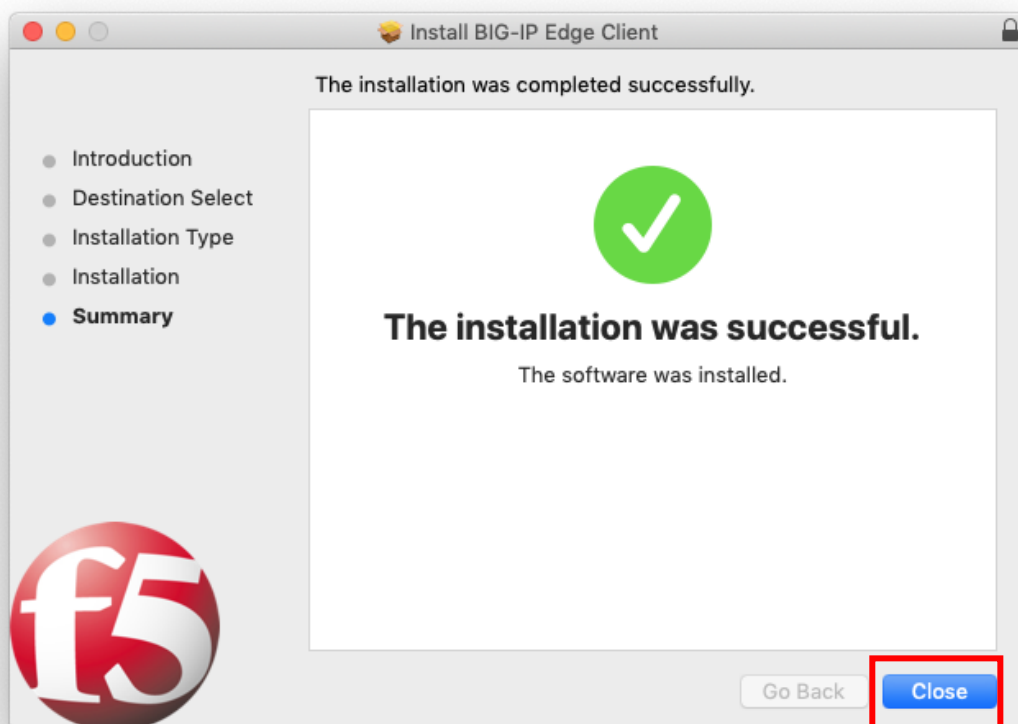 Install BIG-IP Edge Client
The installation was completed successfully.
Introduction
Destination Select
Installation Type
Installation
Summary
The installation was successful.
The software was installed.
f5
Go Back
Close